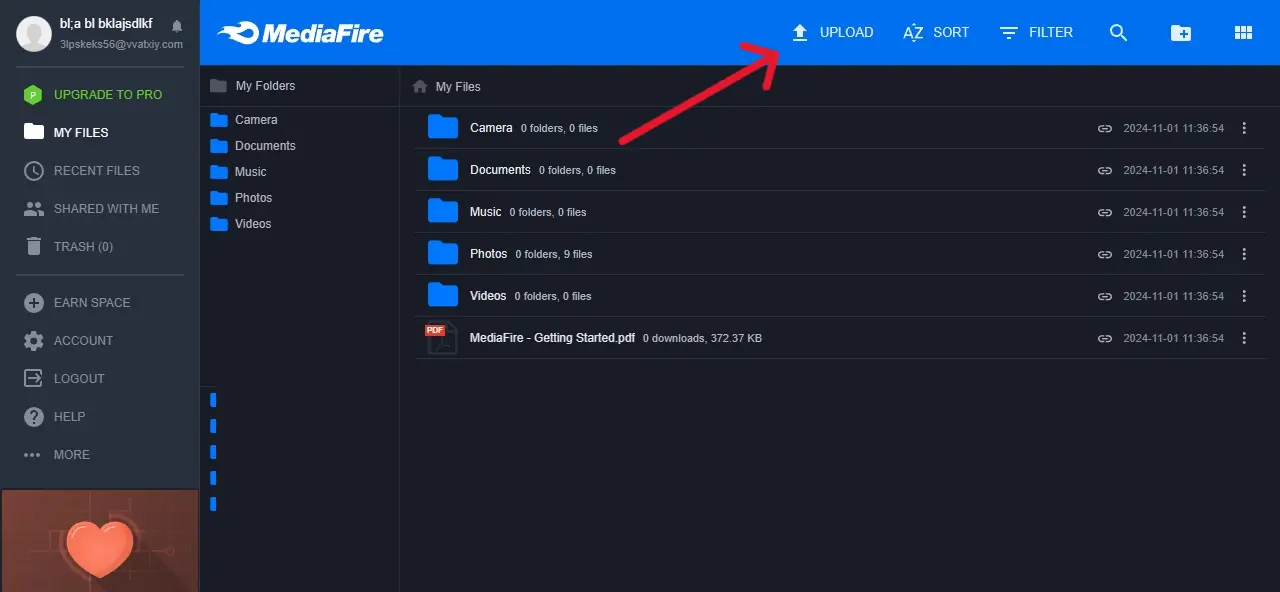 bl;a bl bklajsdlkf
3lpskeks56@vvatxiy.com
P UPGRADE TO PRO
MY FILES
RECENT FILES
SHARED WITH ME
TRASH (0)
EARN SPACE
ACCOUNT
LOGOUT
? HELP
MORE
MediaFire
UPLOAD
AZ SORT
FILTER
My Folders
Camera
Documents
Music
Photos
Videos
My Files
Camera 0 folders, 0 files 2024-11-01 11:36:54
Documents 0 folders, 0 files 2024-11-01 11:36:54
Music 0 folders, 0 files 2024-11-01 11:36:54
Photos 0 folders, 9 files 2024-11-01 11:36:54
Videos 0 folders, 0 files 2024-11-01 11:36:54
PDF MediaFire - Getting Started.pdf 0 downloads, 372.37 KB 2024-11-01 11:36:54